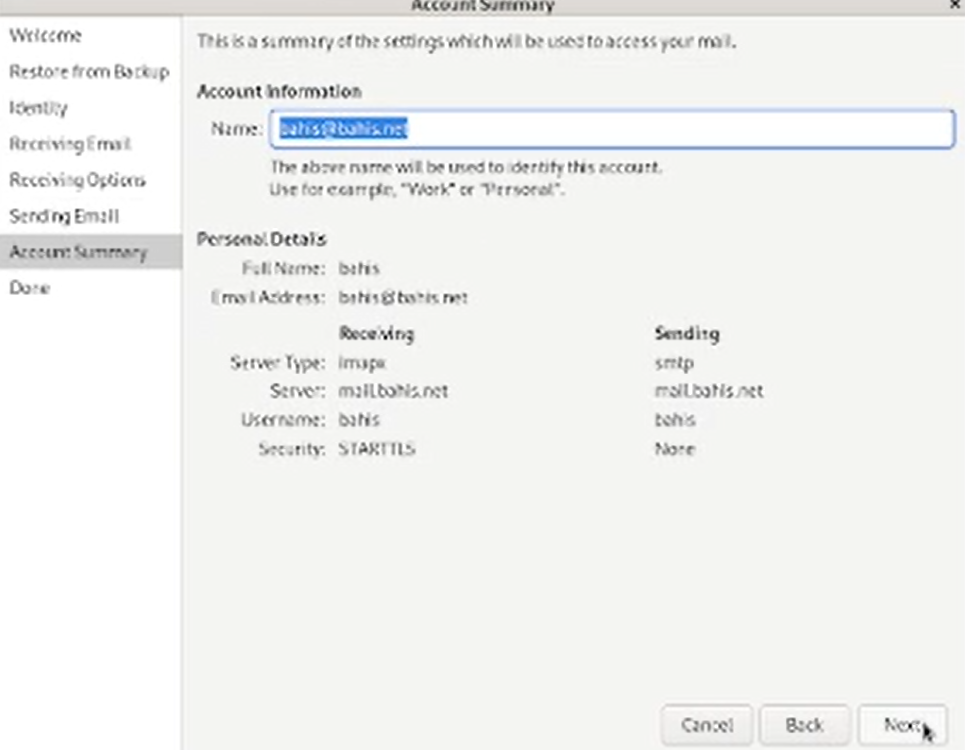 Account Summary
×
Welcome
Restore from Backup
Identity
Receiving Email
Receiving Options
Sending Email
Account Summary
Done
This is a summary of the settings which will be used to access your mail.
Account Information
Name: bahis@bahis.net
The above name will be used to identify this account.
Use for example, "Work" or "Personal".
Personal Details
Full Name: bahis
Email Address: bahis@bahis.net
Receiving Sending
Server Type: imapx smtp
Server: mail.bahis.net mail.bahis.net
Username: bahis bahis
Security: STARTTLS None
Cancel Back Next